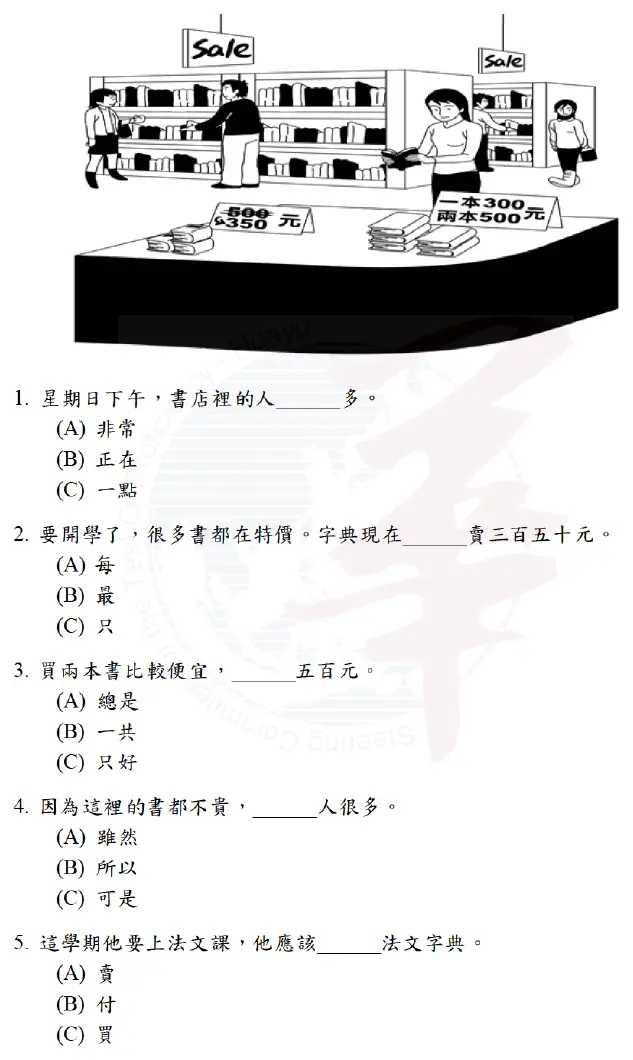 Sale
Sale
500
350 元
一本300
兩本500元
1. 星期日下午，書店裡的人______多。
(A) 非常
(B) 正在
(C) 一點
2. 要開學了，很多書都在特價。字典現在______賣三百五十元。
(A) 每
(B) 最
(C) 只
3. 買兩本書比較便宜，______五百元。
(A) 總是
(B) 一共
(C) 只好
4. 因為這裡的書都不貴，______人很多。
(A) 雖然
(B) 所以
(C) 可是
5. 這學期他要上法文課，他應該______法文字典。
(A) 賣
(B) 付
(C) 買